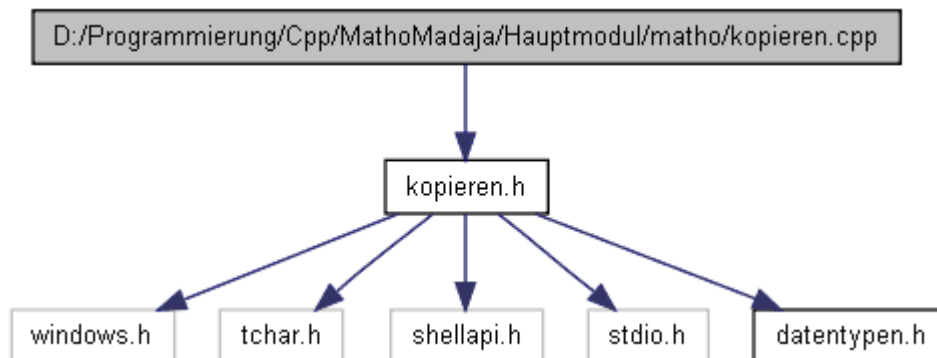 D:/Programmierung/Cpp/MathoMadaja/Hauptmodul/matho/kopieren.cpp
kopieren.h
windows.h
tchar.h
shellapi.h
stdio.h
datentypen.h